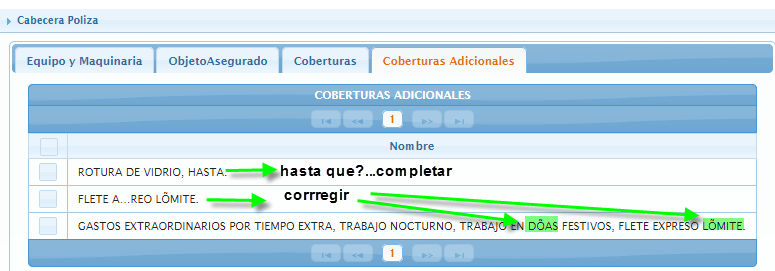 Cabecera Poliza
Equipo y Maquinaria ObjetoAsegurado Coberturas Coberturas Adicionales
COBERTURAS ADICIONALES
1
Nombre
ROTURA DE VIDRIO, HASTA. hasta que?...completar
FLETE A...REO LÕMITE. corrregir
GASTOS EXTRAORDINARIOS POR TIEMPO EXTRA, TRABAJO NOCTURNO, TRABAJO EN DÕAS FESTIVOS, FLETE EXPRESO LÕMITE.
1